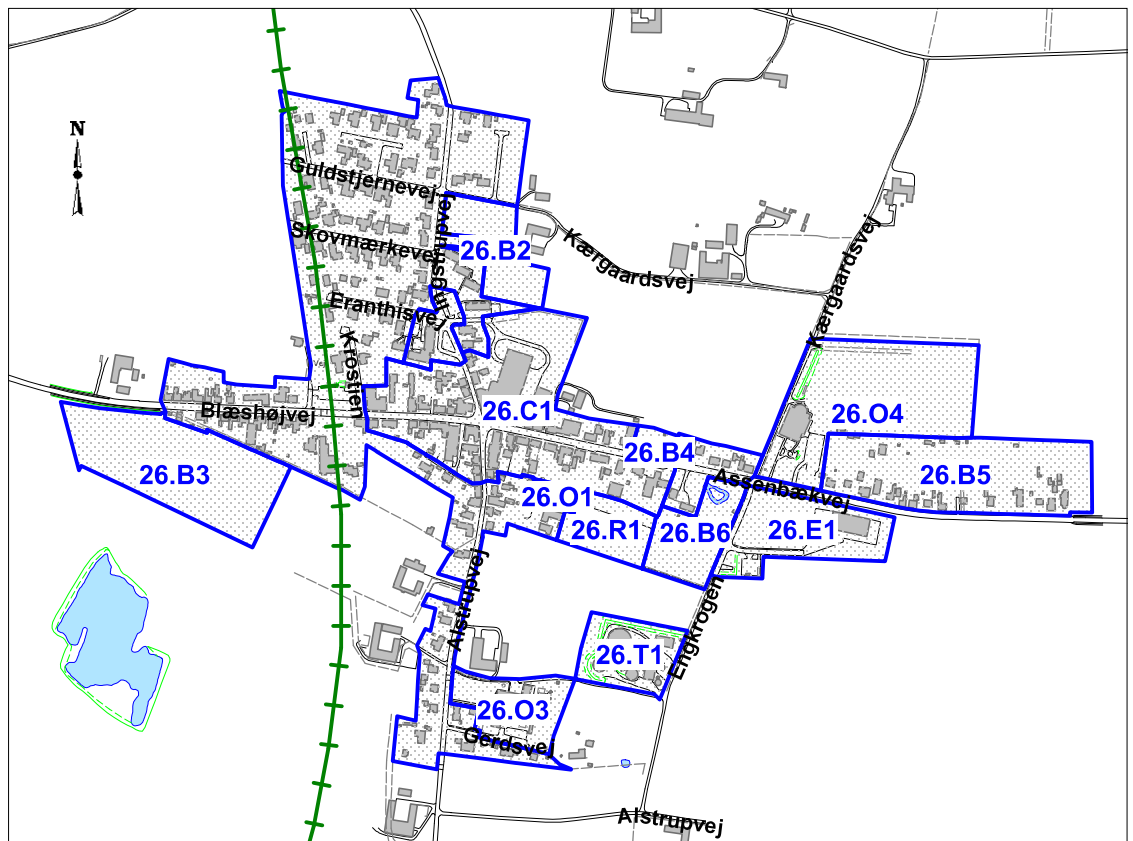 N
Guldstjernevej
Skovmærkevej
26.B2
Kærgaardsvej
Kærgaardsvej
Eranthisvej
Krostien
Blæshøjvej
26.C1
26.O4
26.B3
26.B4
26.B5
Assenbækvej
26.O1
26.R1
26.B6
26.E1
Alstrupvej
Engkrogen
26.T1
26.O3
Gerdsvej
Alstrupvej